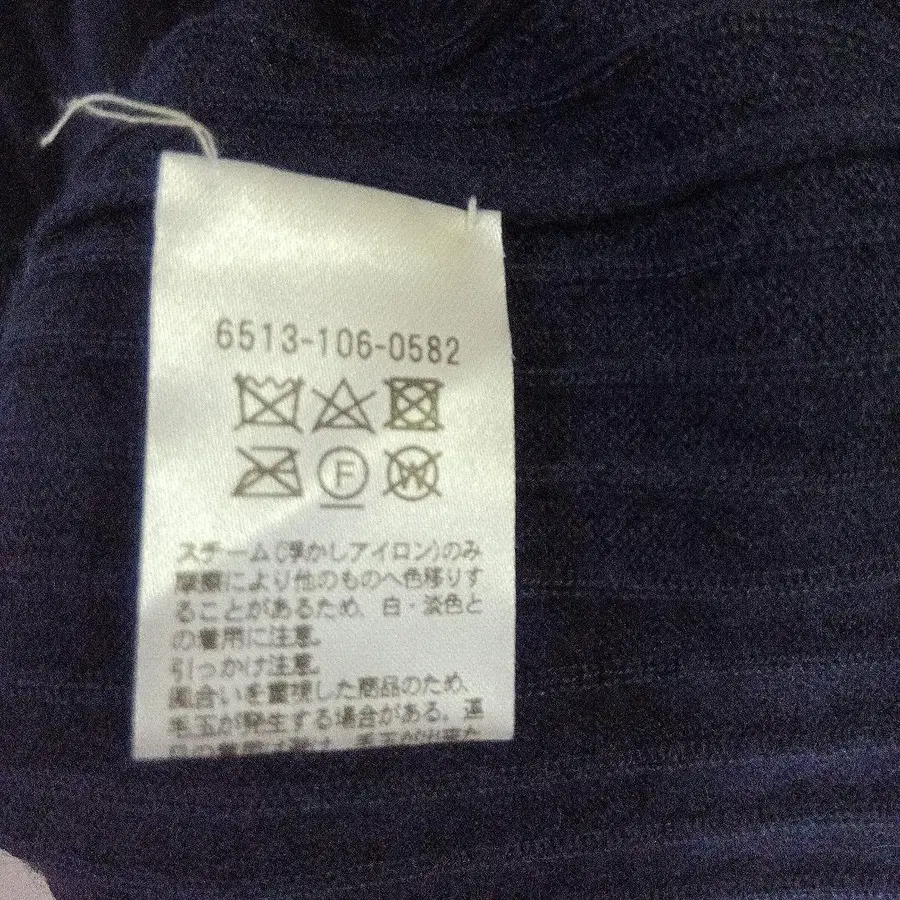 6513-106-0582
F
W
スチーム(浮かしアイロン)のみ
摩擦により他のものへ色移りす
ることがあるため、白・淡色と
の着用に注意。
引っかけ注意。
風合いを重視した商品のため、
毛玉が発生する場合がある。連